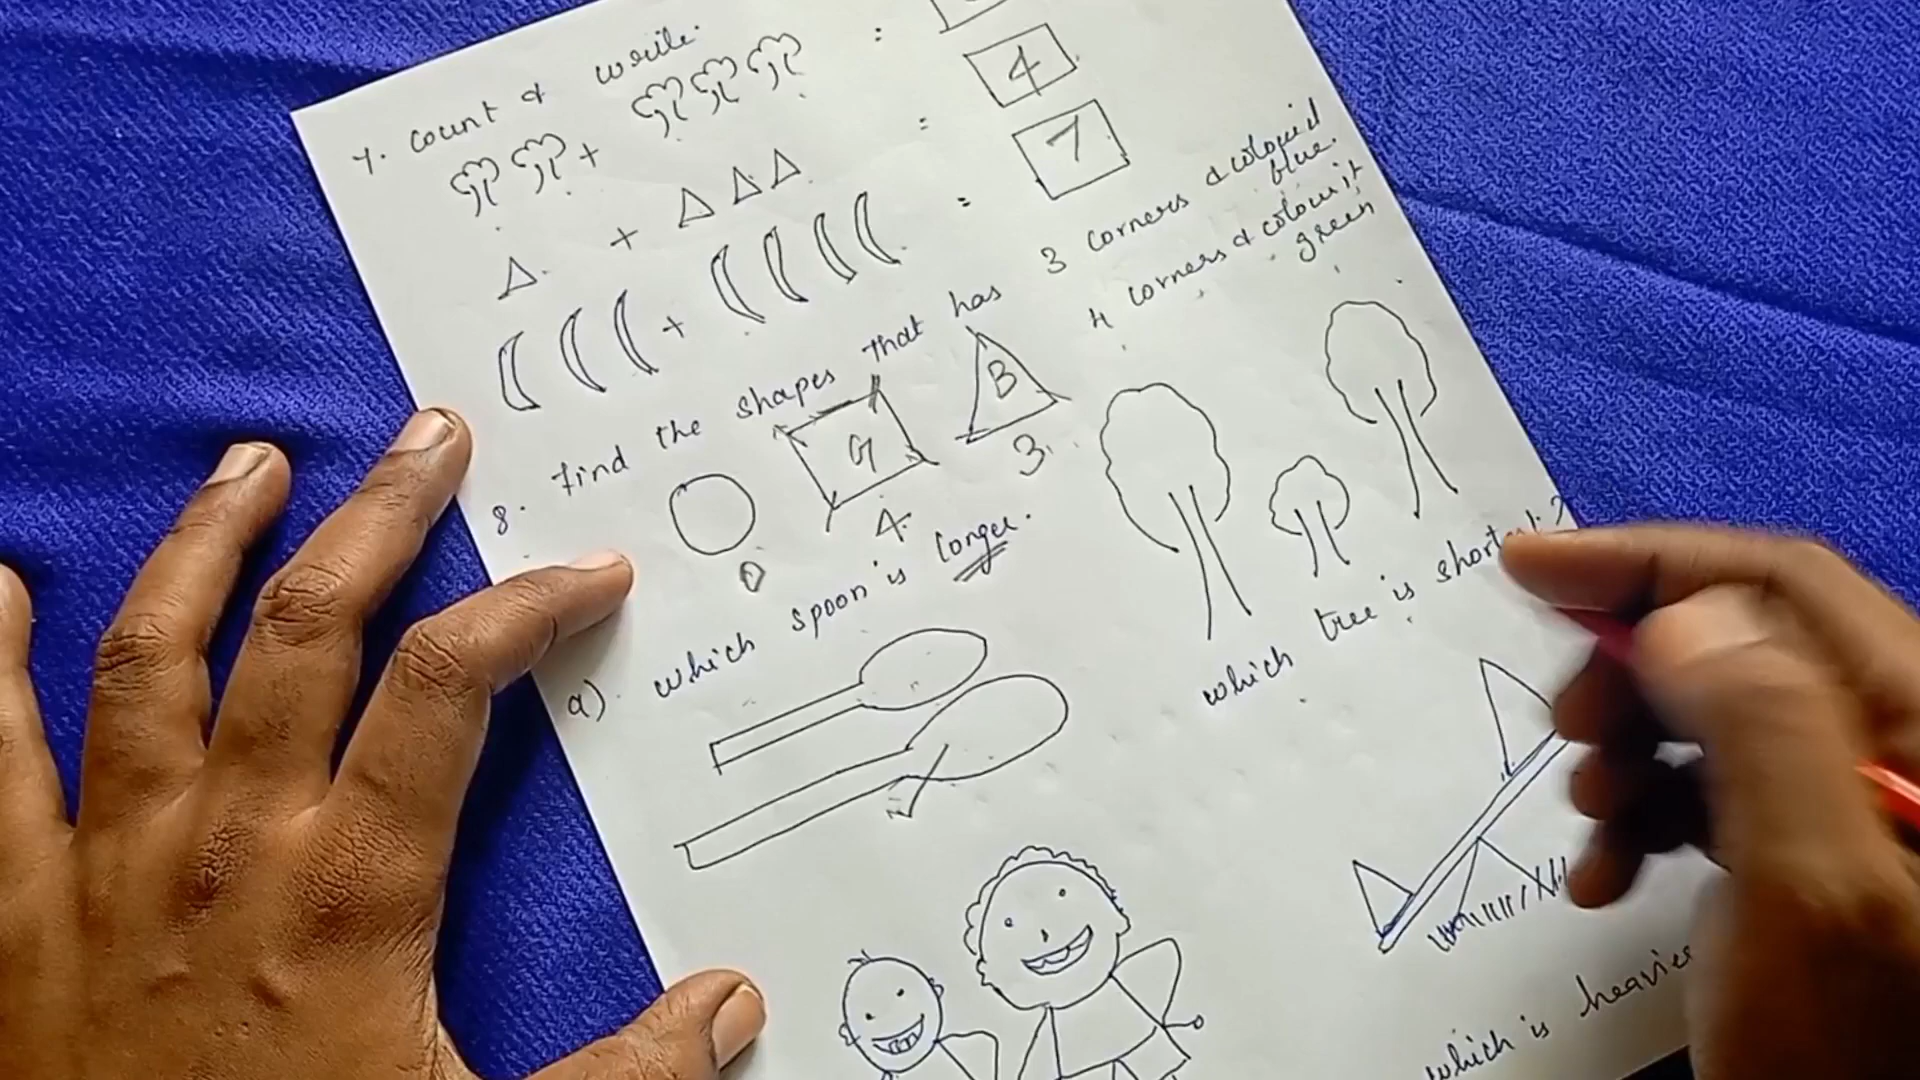 7. count & write.
+ =
+ = 4
+ = 7
8. find the shapes that has 3 corners & colour it blue.
4 corners & colour it green
G B
0 4. 3
a). which spoon is longer.
which tree is
which is heavier